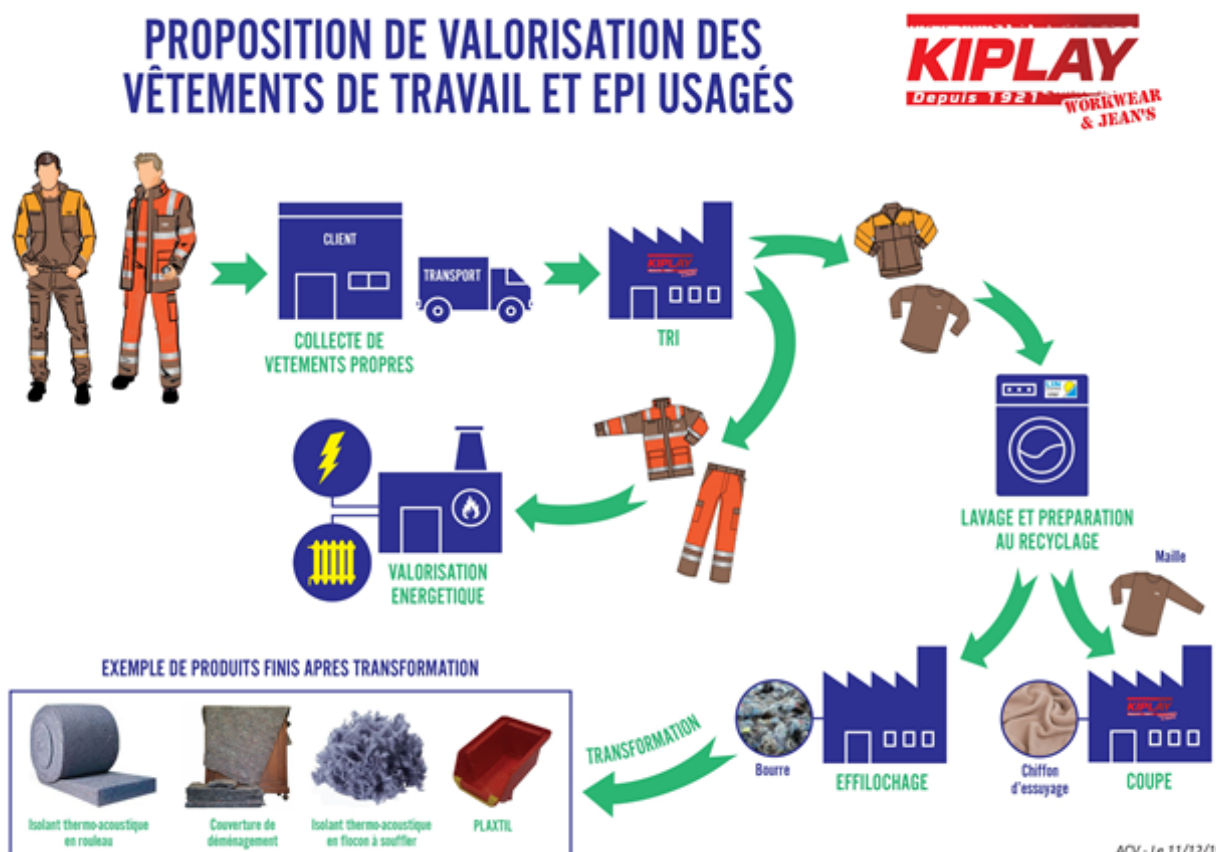 PROPOSITION DE VALORISATION DES
VÊTEMENTS DE TRAVAIL ET EPI USAGÉS
KIPLAY
Depuis 1921
WORKWEAR
& JEAN'S
CLIENT
TRANSPORT
COLLECTE DE
VETEMENTS PROPRES
KIPLAY
TRI
LAVAGE ET PREPARATION
AU RECYCLAGE
Maille
VALORISATION
ENERGETIQUE
EXEMPLE DE PRODUITS FINIS APRES TRANSFORMATION
Isolant thermo-acoustique
en rouleau
Couverture de
déménagement
Isolant thermo-acoustique
en flocon à souffler
PLAXTIL
TRANSFORMATION
Bourre
EFFILOCHAGE
Chiffon
d'essuyage
KIPLAY
COUPE